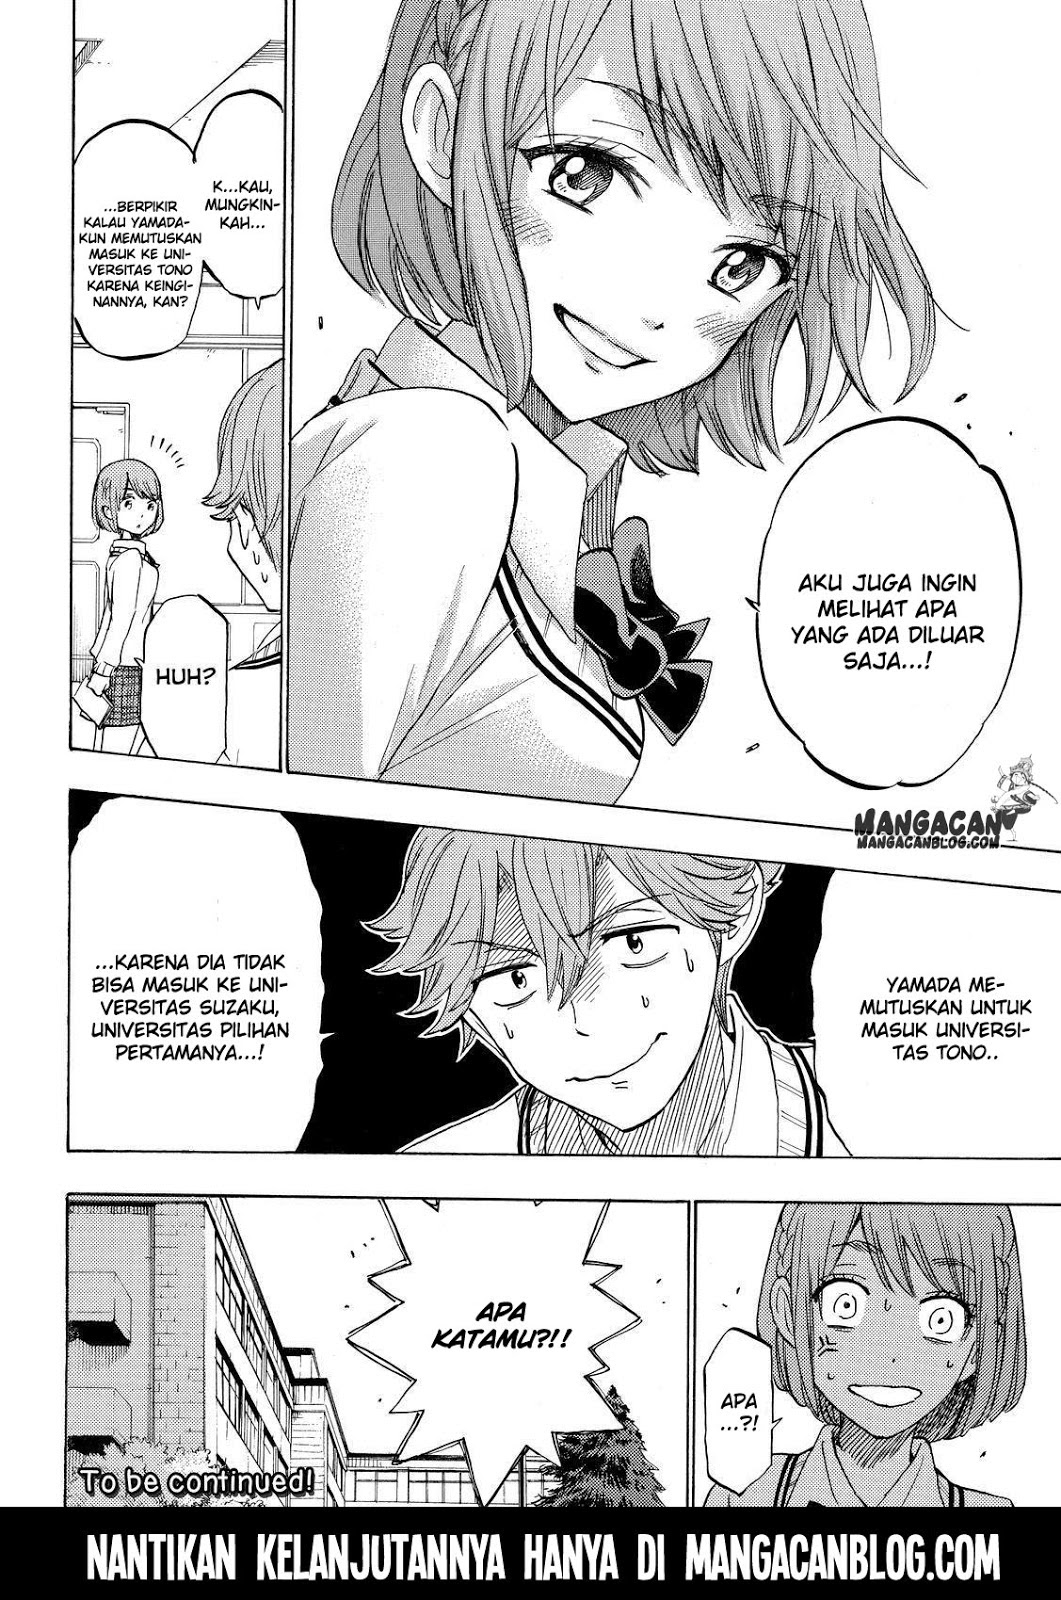 AKU JUGA INGIN
MELIHAT APA
YANG ADA DILUAR
SAJA...!
K...KAU,
MUNGKIN-
KAH...
...BERPIKIR
KALAU YAMADA-
KUN MEMUTUSKAN
MASUK KE UNI-
VERSITAS TONO
KARENA KEINGI-
NANNYA, KAN?
HUH?
MANGACAN
MANGACANBLOG.COM
YAMADA ME-
MUTUSKAN UNTUK
MASUK UNIVERSI-
TAS TONO..
...KARENA DIA TIDAK
BISA MASUK KE UNI-
VERSITAS SUZAKU,
UNIVERSITAS PILIHAN
PERTAMANYA...!
APA
...?!
APA
KATAMU?!!
To be continued!
NANTIKAN KELANJUTANNYA HANYA DI MANGACANBLOG.COM